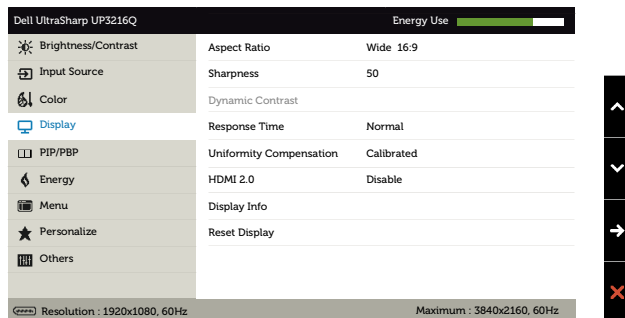 Dell UltraSharp UP3216Q Energy Use
Brightness/Contrast Aspect Ratio Wide 16:9
Input Source Sharpness 50
Color Dynamic Contrast
Display Response Time Normal
PIP/PBP Uniformity Compensation Calibrated
Energy HDMI 2.0 Disable
Menu Display Info
Personalize Reset Display
Others
Resolution : 1920x1080, 60Hz Maximum : 3840x2160, 60Hz